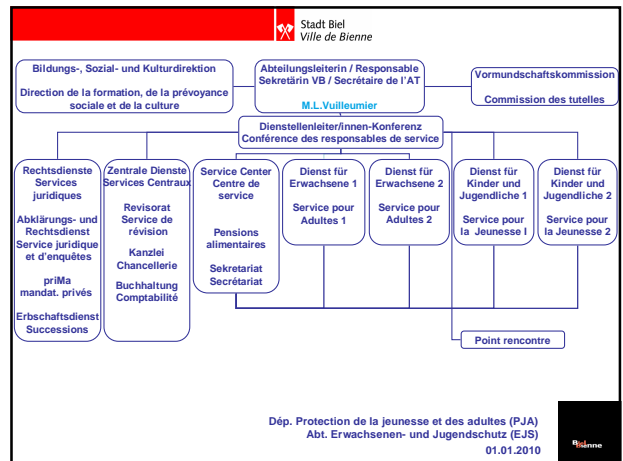 Stadt Biel
Ville de Bienne
Bildungs-, Sozial- und Kulturdirektion
Direction de la formation, de la prévoyance
sociale et de la culture
Abteilungsleiterin / Responsable
Sekretärin VB / Secrétaire de l'AT
M.L.Vuilleumier
Vormundschaftskommission
Commission des tutelles
Dienstellenleiter/innen-Konferenz
Conférence des responsables de service
Rechtsdienste
Services
juridiques
Abklärungs- und
Rechtsdienst
Service juridique
et d'enquêtes
priMa
mandat. privés
Erbschaftsdienst
Successions
Zentrale Dienste
Services Centraux
Revisorat
Service de
révision
Kanzlei
Chancellerie
Buchhaltung
Comptabilité
Service Center
Centre de
service
Pensions
alimentaires
Sekretariat
Secrétariat
Dienst für
Erwachsene 1
Service pour
Adultes 1
Dienst für
Erwachsene 2
Service pour
Adultes 2
Dienst für
Kinder und
Jugendliche 1
Service pour
la Jeunesse I
Dienst für
Kinder und
Jugendliche 2
Service pour
la Jeunesse 2
Point rencontre
Dép. Protection de la jeunesse et des adultes (PJA)
Abt. Erwachsenen- und Jugendschutz (EJS)
01.01.2010